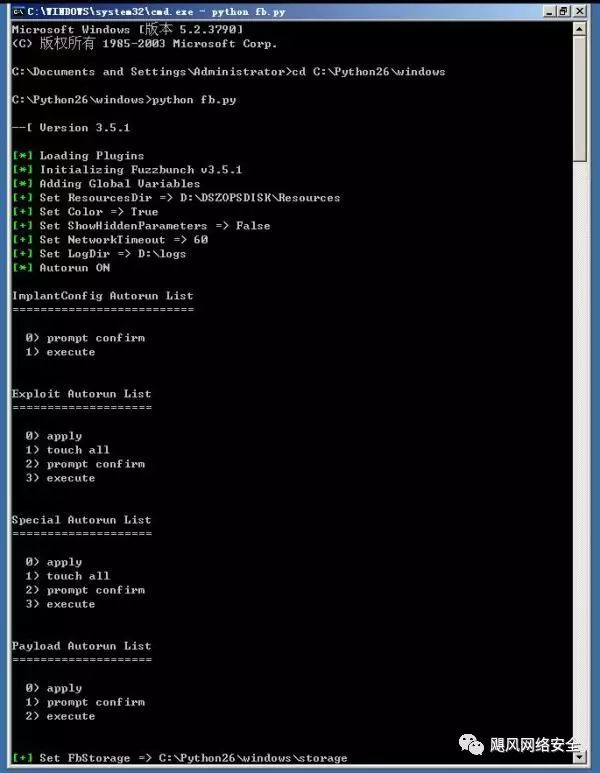 C:\WINDOWS\system32\cmd.exe - python fb.py
Microsoft Windows [版本 5.2.3790]
(C) 版权所有 1985-2003 Microsoft Corp.
C:\Documents and Settings\Administrator>cd C:\Python26\windows
C:\Python26\windows>python fb.py
--[ Version 3.5.1
[*] Loading Plugins
[*] Initializing Fuzzbunch v3.5.1
[*] Adding Global Variables
[+] Set ResourcesDir => D:\DSZOPSDISK\Resources
[+] Set Color => True
[+] Set ShowHiddenParameters => False
[+] Set NetworkTimeout => 60
[+] Set LogDir => D:\logs
[*] Autorun ON
ImplantConfig Autorun List
==========================
0) prompt confirm
1) execute
Exploit Autorun List
====================
0) apply
1) touch all
2) prompt confirm
3) execute
Special Autorun List
====================
0) apply
1) touch all
2) prompt confirm
3) execute
Payload Autorun List
====================
0) apply
1) prompt confirm
2) execute
[+] Set FbStorage => C:\Python26\windows\storage
飓风网络安全